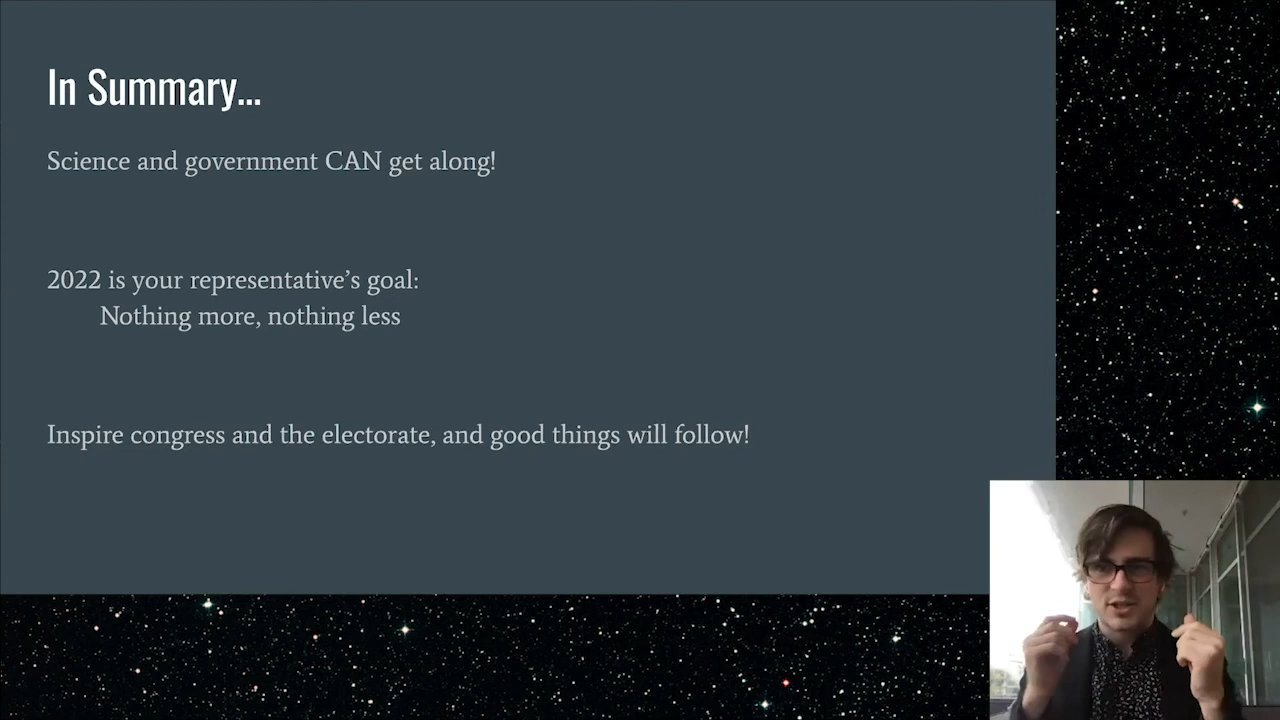 In Summary...
Science and government CAN get along!
2022 is your representative’s goal:
Nothing more, nothing less
Inspire congress and the electorate, and good things will follow!